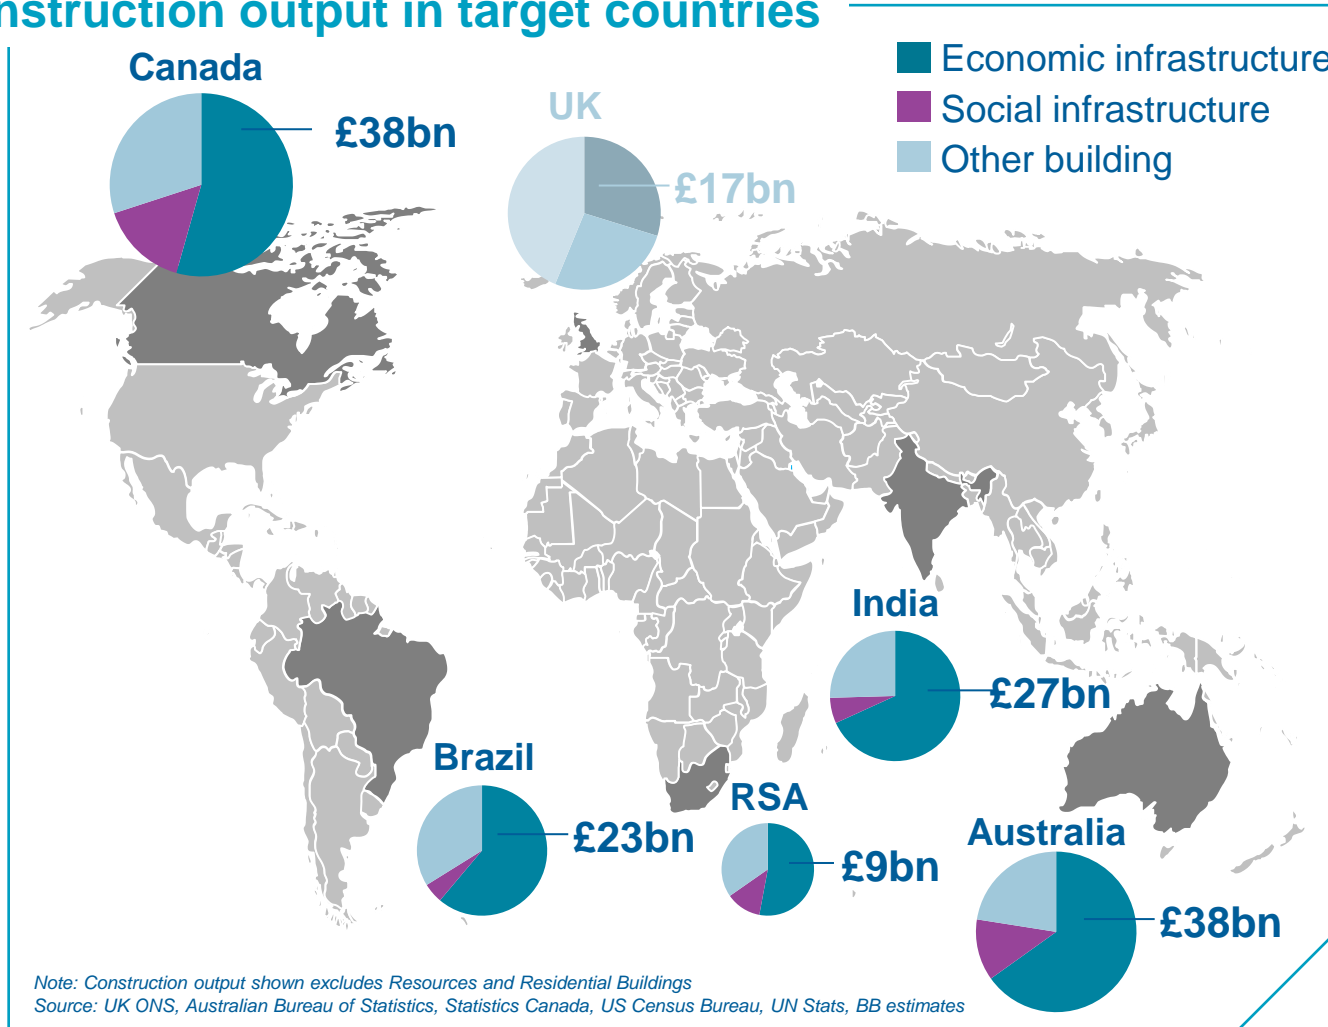 nstruction output in target countries
Economic infrastructure
Social infrastructure
Other building
Canada
£38bn
UK
£17bn
India
£27bn
Brazil
£23bn
RSA
£9bn
Australia
£38bn
Note: Construction output shown excludes Resources and Residential Buildings
Source: UK ONS, Australian Bureau of Statistics, Statistics Canada, US Census Bureau, UN Stats, BB estimates